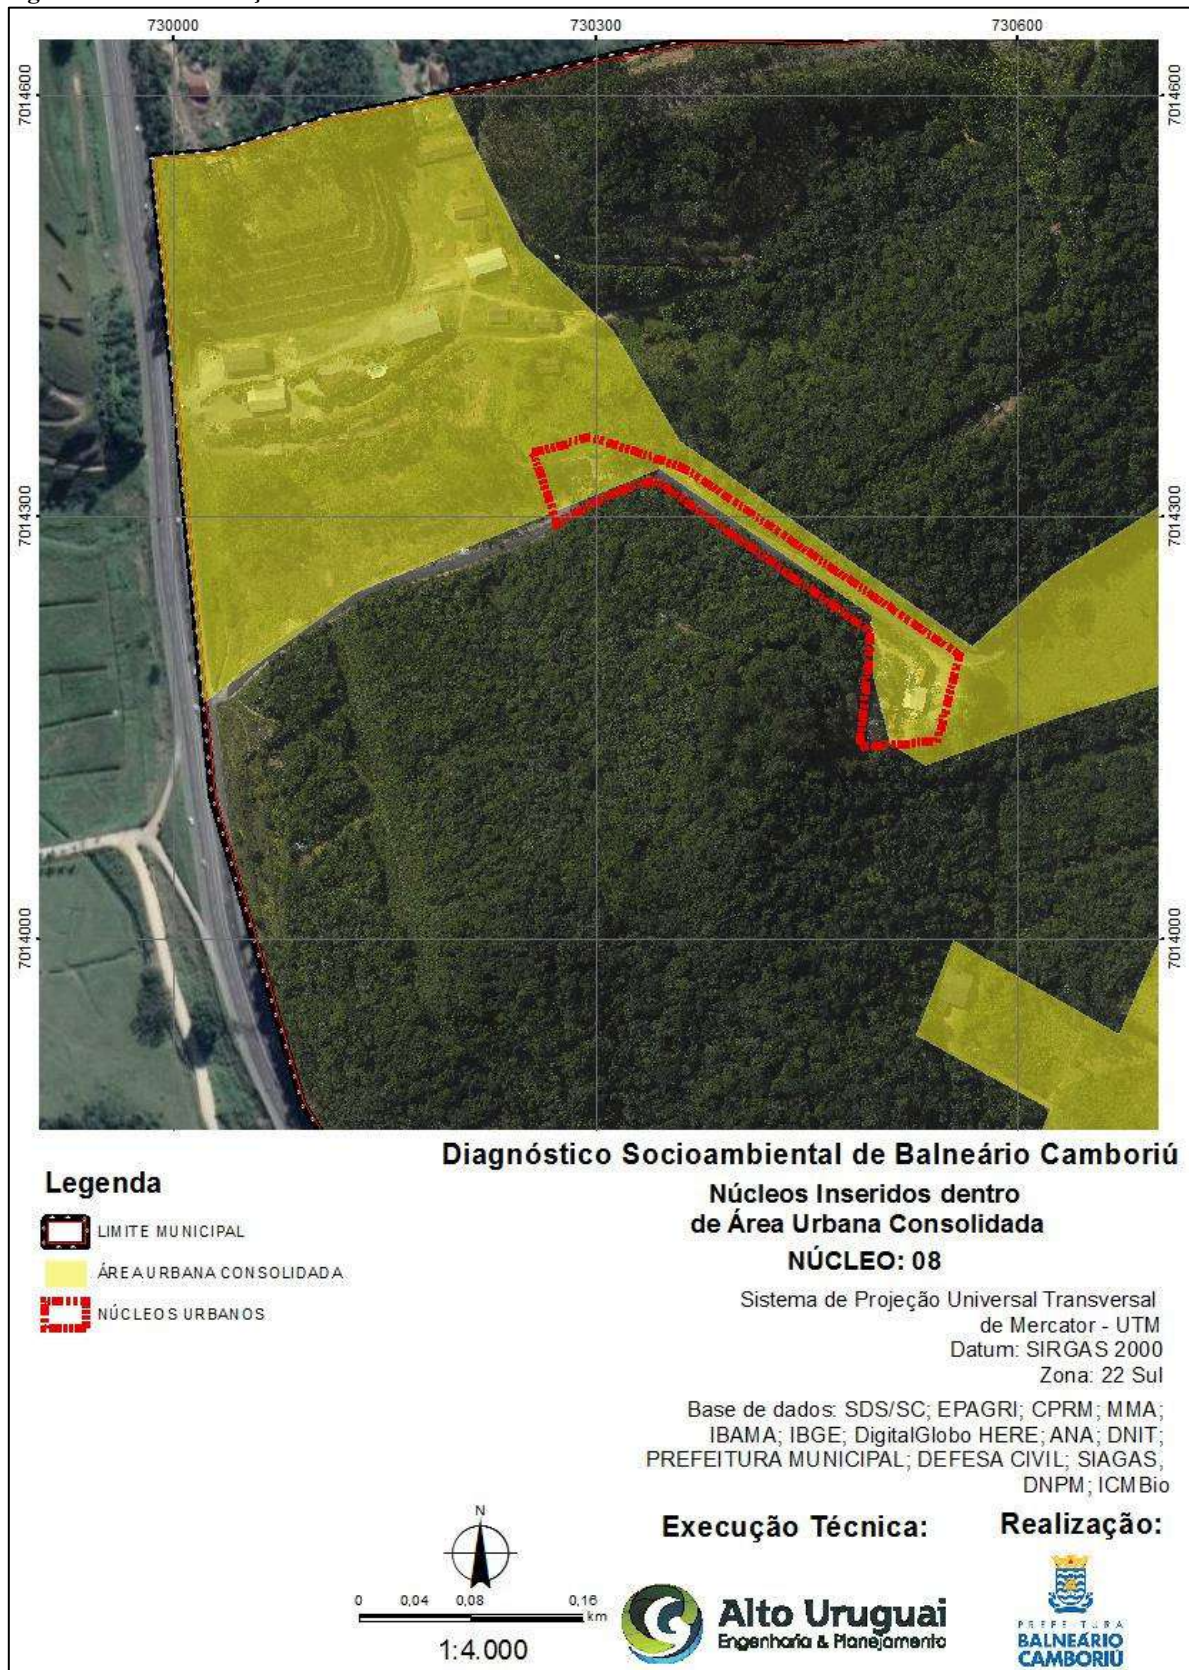 730000
730300
730600
7014600
7014600
7014300
7014300
7014000
7014000
Diagnóstico Socioambiental de Balneário Camboriú
Legenda
LIMITE MUNICIPAL
ÁREA URBANA CONSOLIDADA
NÚCLEOS URBANOS
Núcleos Inseridos dentro
de Área Urbana Consolidada
NÚCLEO: 08
Sistema de Projeção Universal Transversal
de Mercator - UTM
Datum: SIRGAS 2000
Zona: 22 Sul
Base de dados: SDS/SC; EPAGRI; CPRM; MMA;
IBAMA; IBGE; DigitalGlobo HERE; ANA; DNIT;
PREFEITURA MUNICIPAL; DEFESA CIVIL; SIAGAS,
DNPM; ICMBio
N
0 0,04 0,08 0,16
km
1:4.000
Execução Técnica:
Alto Uruguai
Engenharia & Planejamento
Realização:
PREFEITURA
BALNEÁRIO
CAMBORIÚ